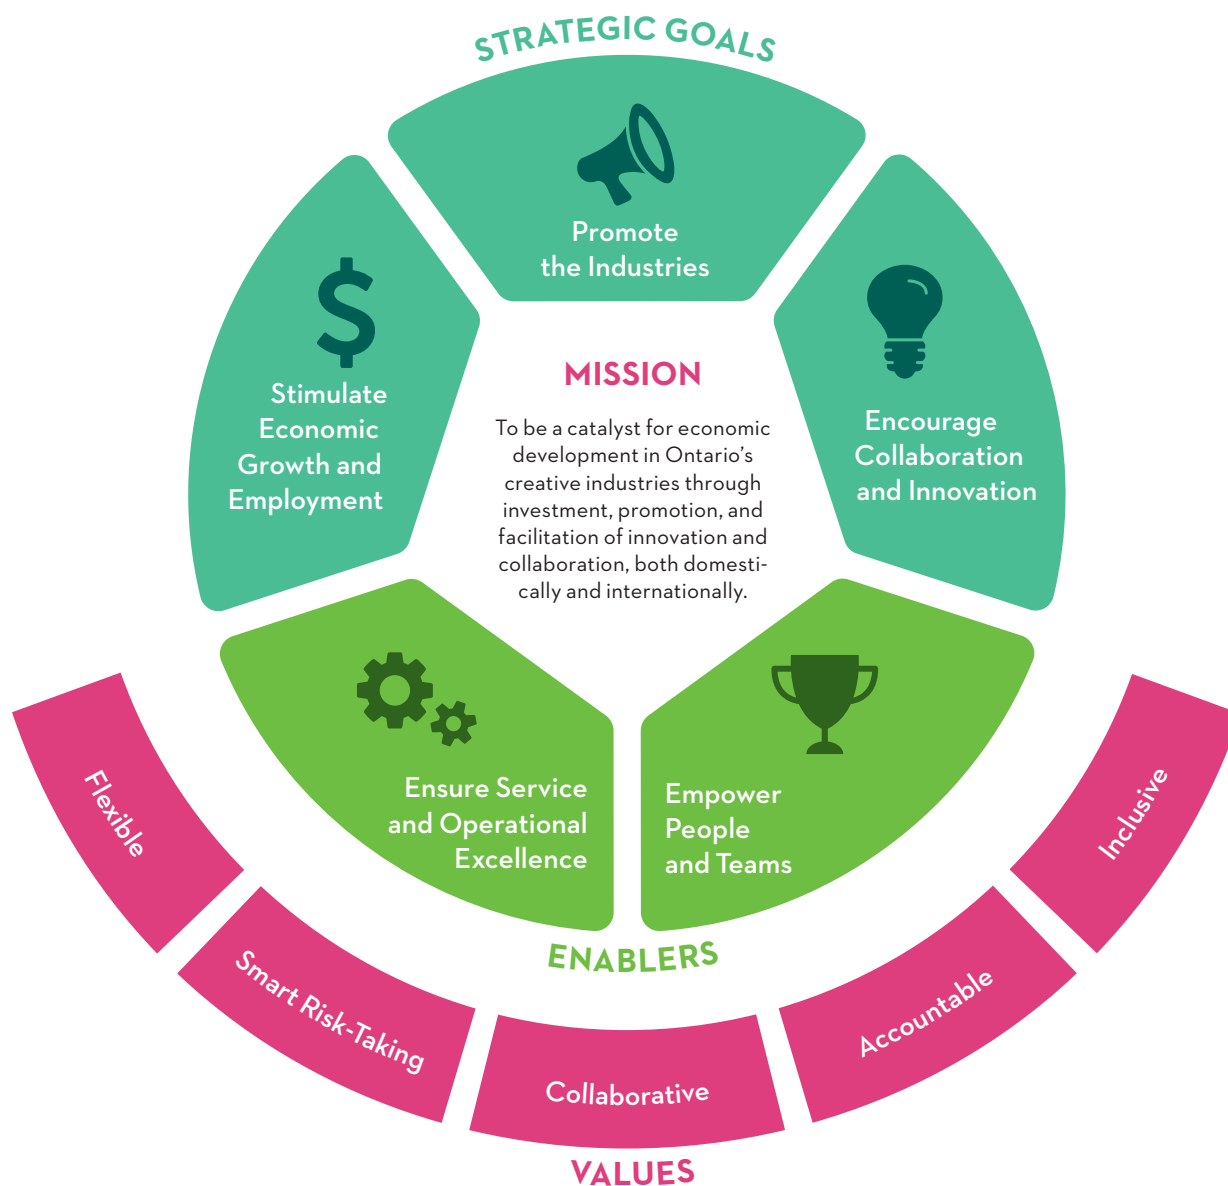 STRATEGIC GOALS
Promote
the Industries
Stimulate
Economic
Growth and
Employment
Encourage
Collaboration
and Innovation
MISSION
To be a catalyst for economic
development in Ontario’s
creative industries through
investment, promotion, and
facilitation of innovation and
collaboration, both domesti-
cally and internationally.
Ensure Service
and Operational
Excellence
Empower
People
and Teams
ENABLERS
Flexible
Smart Risk-Taking
Collaborative
Accountable
Inclusive
VALUES